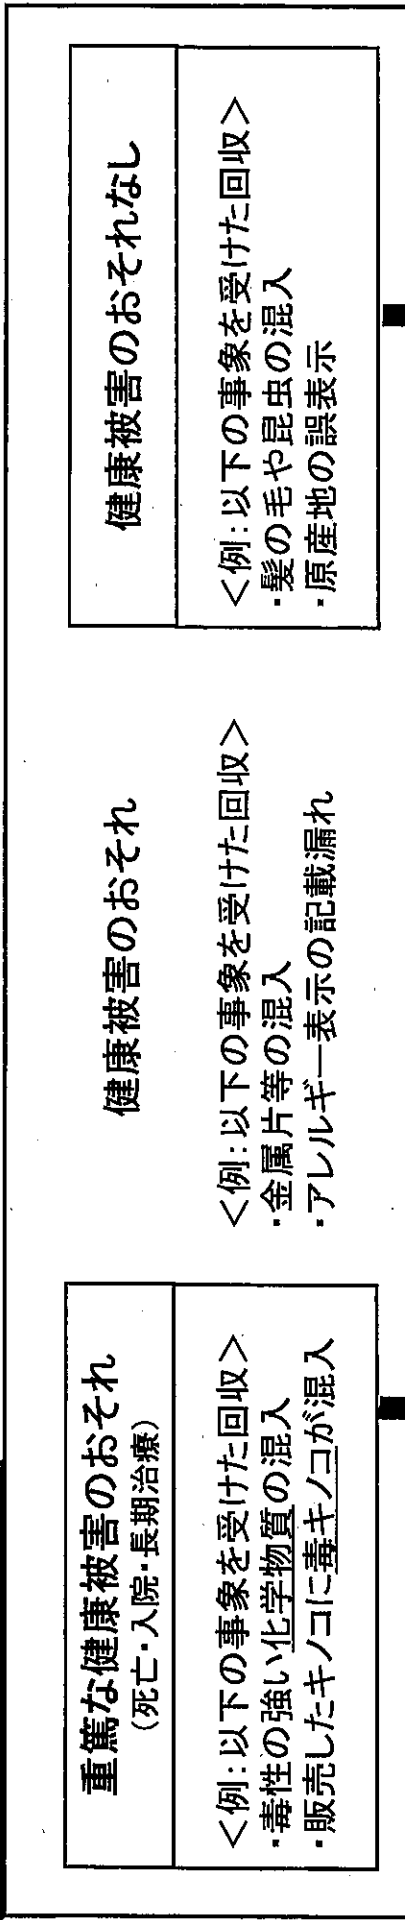 重篤な健康被害のおそれ
(死亡・入院・長期治療)
<例:以下の事象を受けた回収>
・毒性の強い化学物質の混入
・販売したキノコに毒キノコが混入
健康被害のおそれ
<例:以下の事象を受けた回収>
・金属片等の混入
・アレルギー表示の記載漏れ
健康被害のおそれなし
<例:以下の事象を受けた回収>
・髪の毛や昆虫の混入
・原産地の誤表示